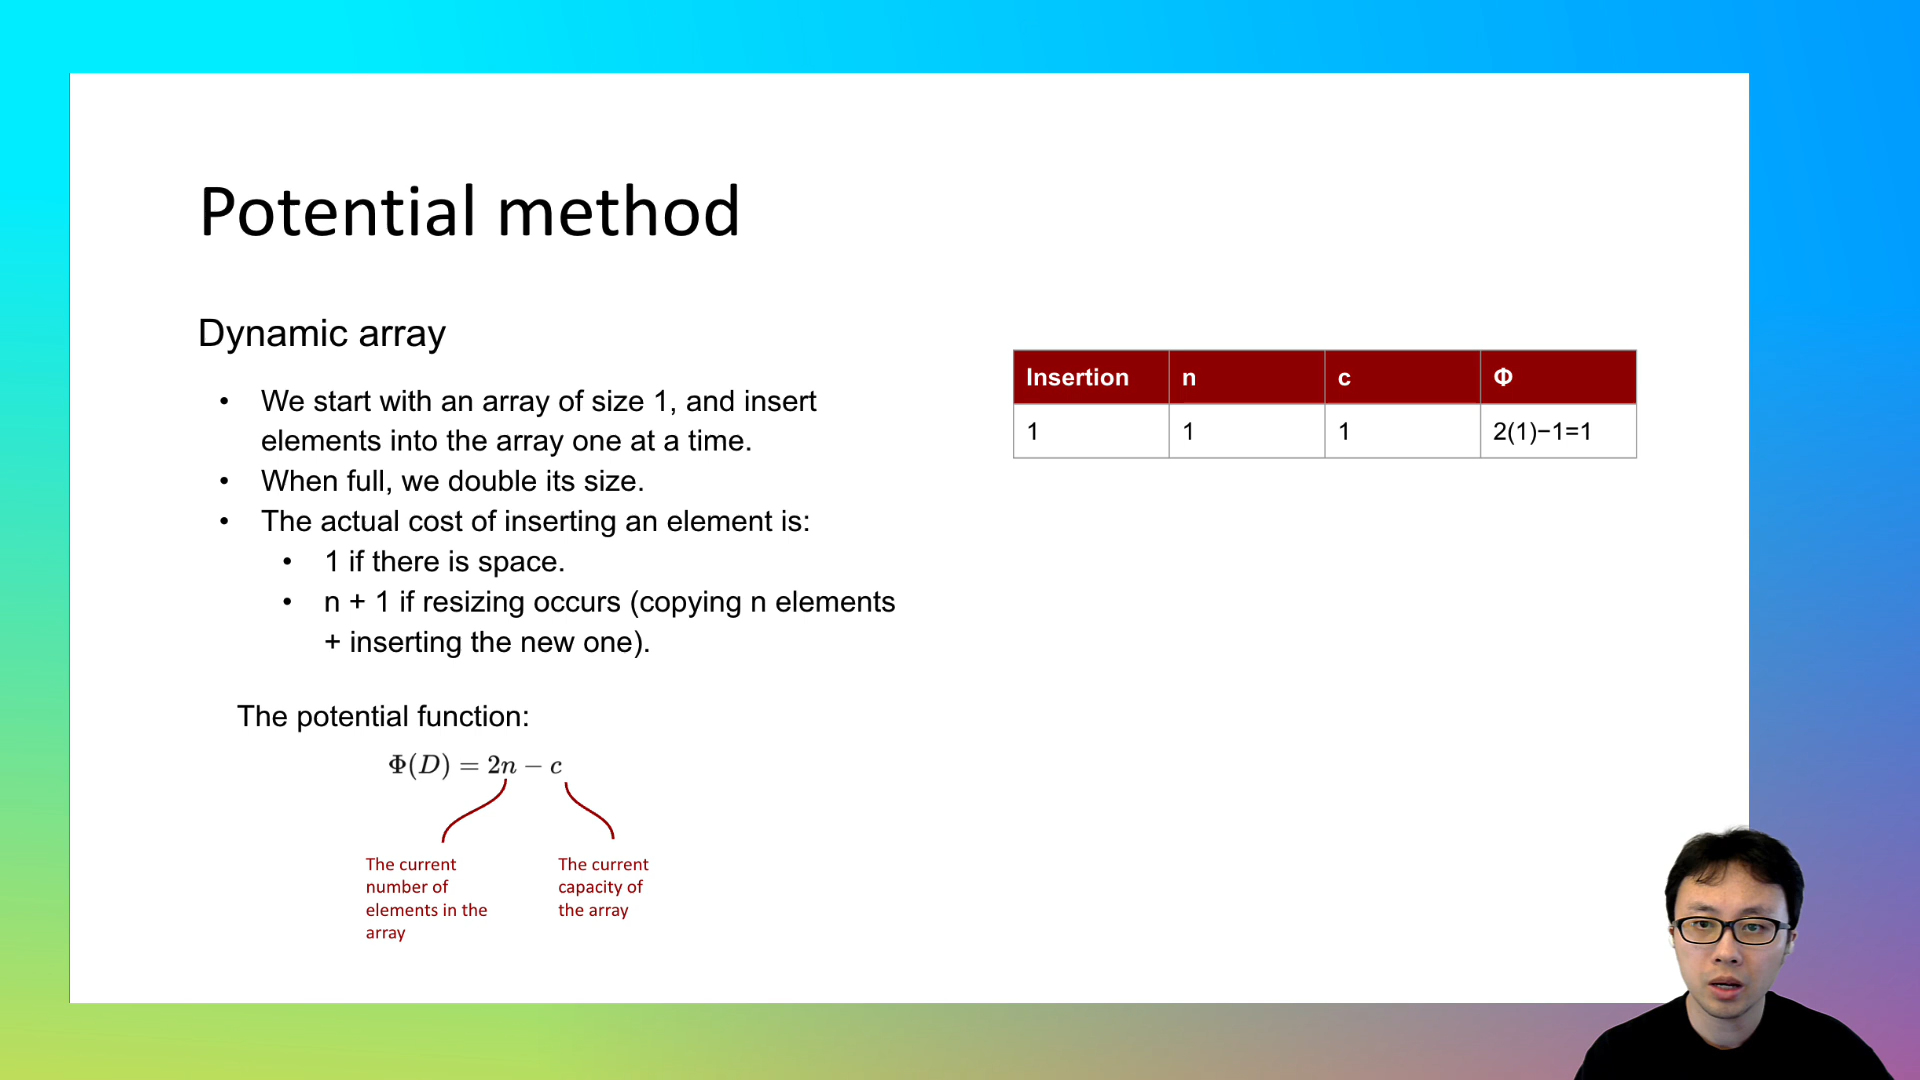 Potential method
Dynamic array
• We start with an array of size 1, and insert
elements into the array one at a time.
• When full, we double its size.
• The actual cost of inserting an element is:
• 1 if there is space.
• n + 1 if resizing occurs (copying n elements
+ inserting the new one).
The potential function:
Φ(D) = 2n − c
The current
number of
elements in the
array
The current
capacity of
the array
Insertion n c Φ
1 1 1 2(1)−1=1